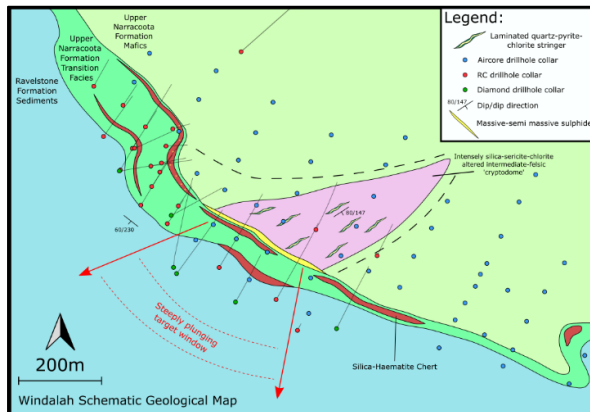 Upper
Narracoota
Formation
Mafics
Upper
Narracoota
Formation
Transition
Facies
Ravelstone
Formation
Sediments
Legend:
Laminated quartz-pyrite-
chlorite stringer
Aircore drillhole collar
RC drillhole collar
Diamond drillhole collar
80/147
Dip/dip direction
Massive-semi massive sulphide
Intensely silica-sericite-chlorite
altered intermediate-felsic
'cryptodome'
80/147
60/230
Steeply plunging
target window
200m
Silica-Haematite Chert
Windalah Schematic Geological Map